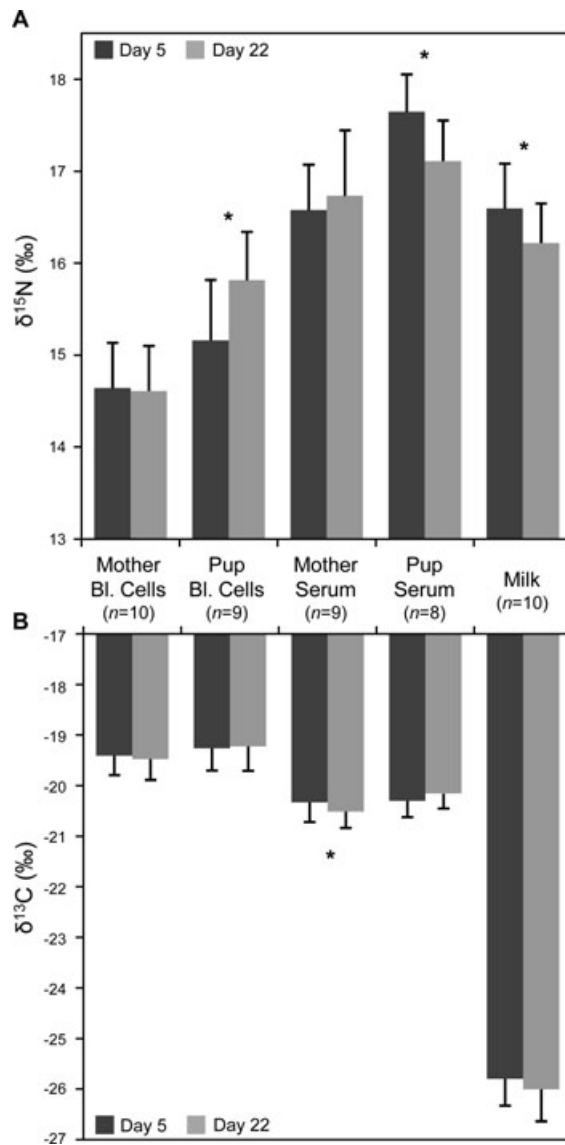 A
Day 5 Day 22
*
*
*
δ¹⁵N (‰)
18
17
16
15
14
13
Mother Bl. Cells (n=10)
Pup Bl. Cells (n=9)
Mother Serum (n=9)
Pup Serum (n=8)
Milk (n=10)
B
-17
-18
-19
-20
-21
-22
-23
-24
-25
-26
-27
δ¹³C (‰)
*
Day 5 Day 22